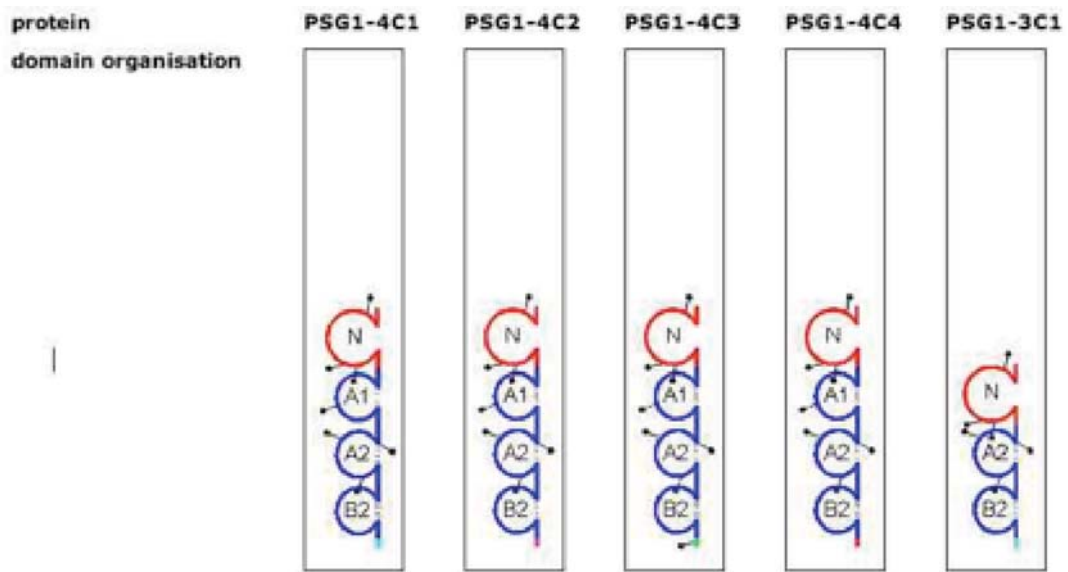 protein PSG1-4C1 PSG1-4C2 PSG1-4C3 PSG1-4C4 PSG1-3C1
domain organisation
N N N N
N
A1 A1 A1 A1
A2 A2 A2 A2 A2
B2 B2 B2 B2 B2